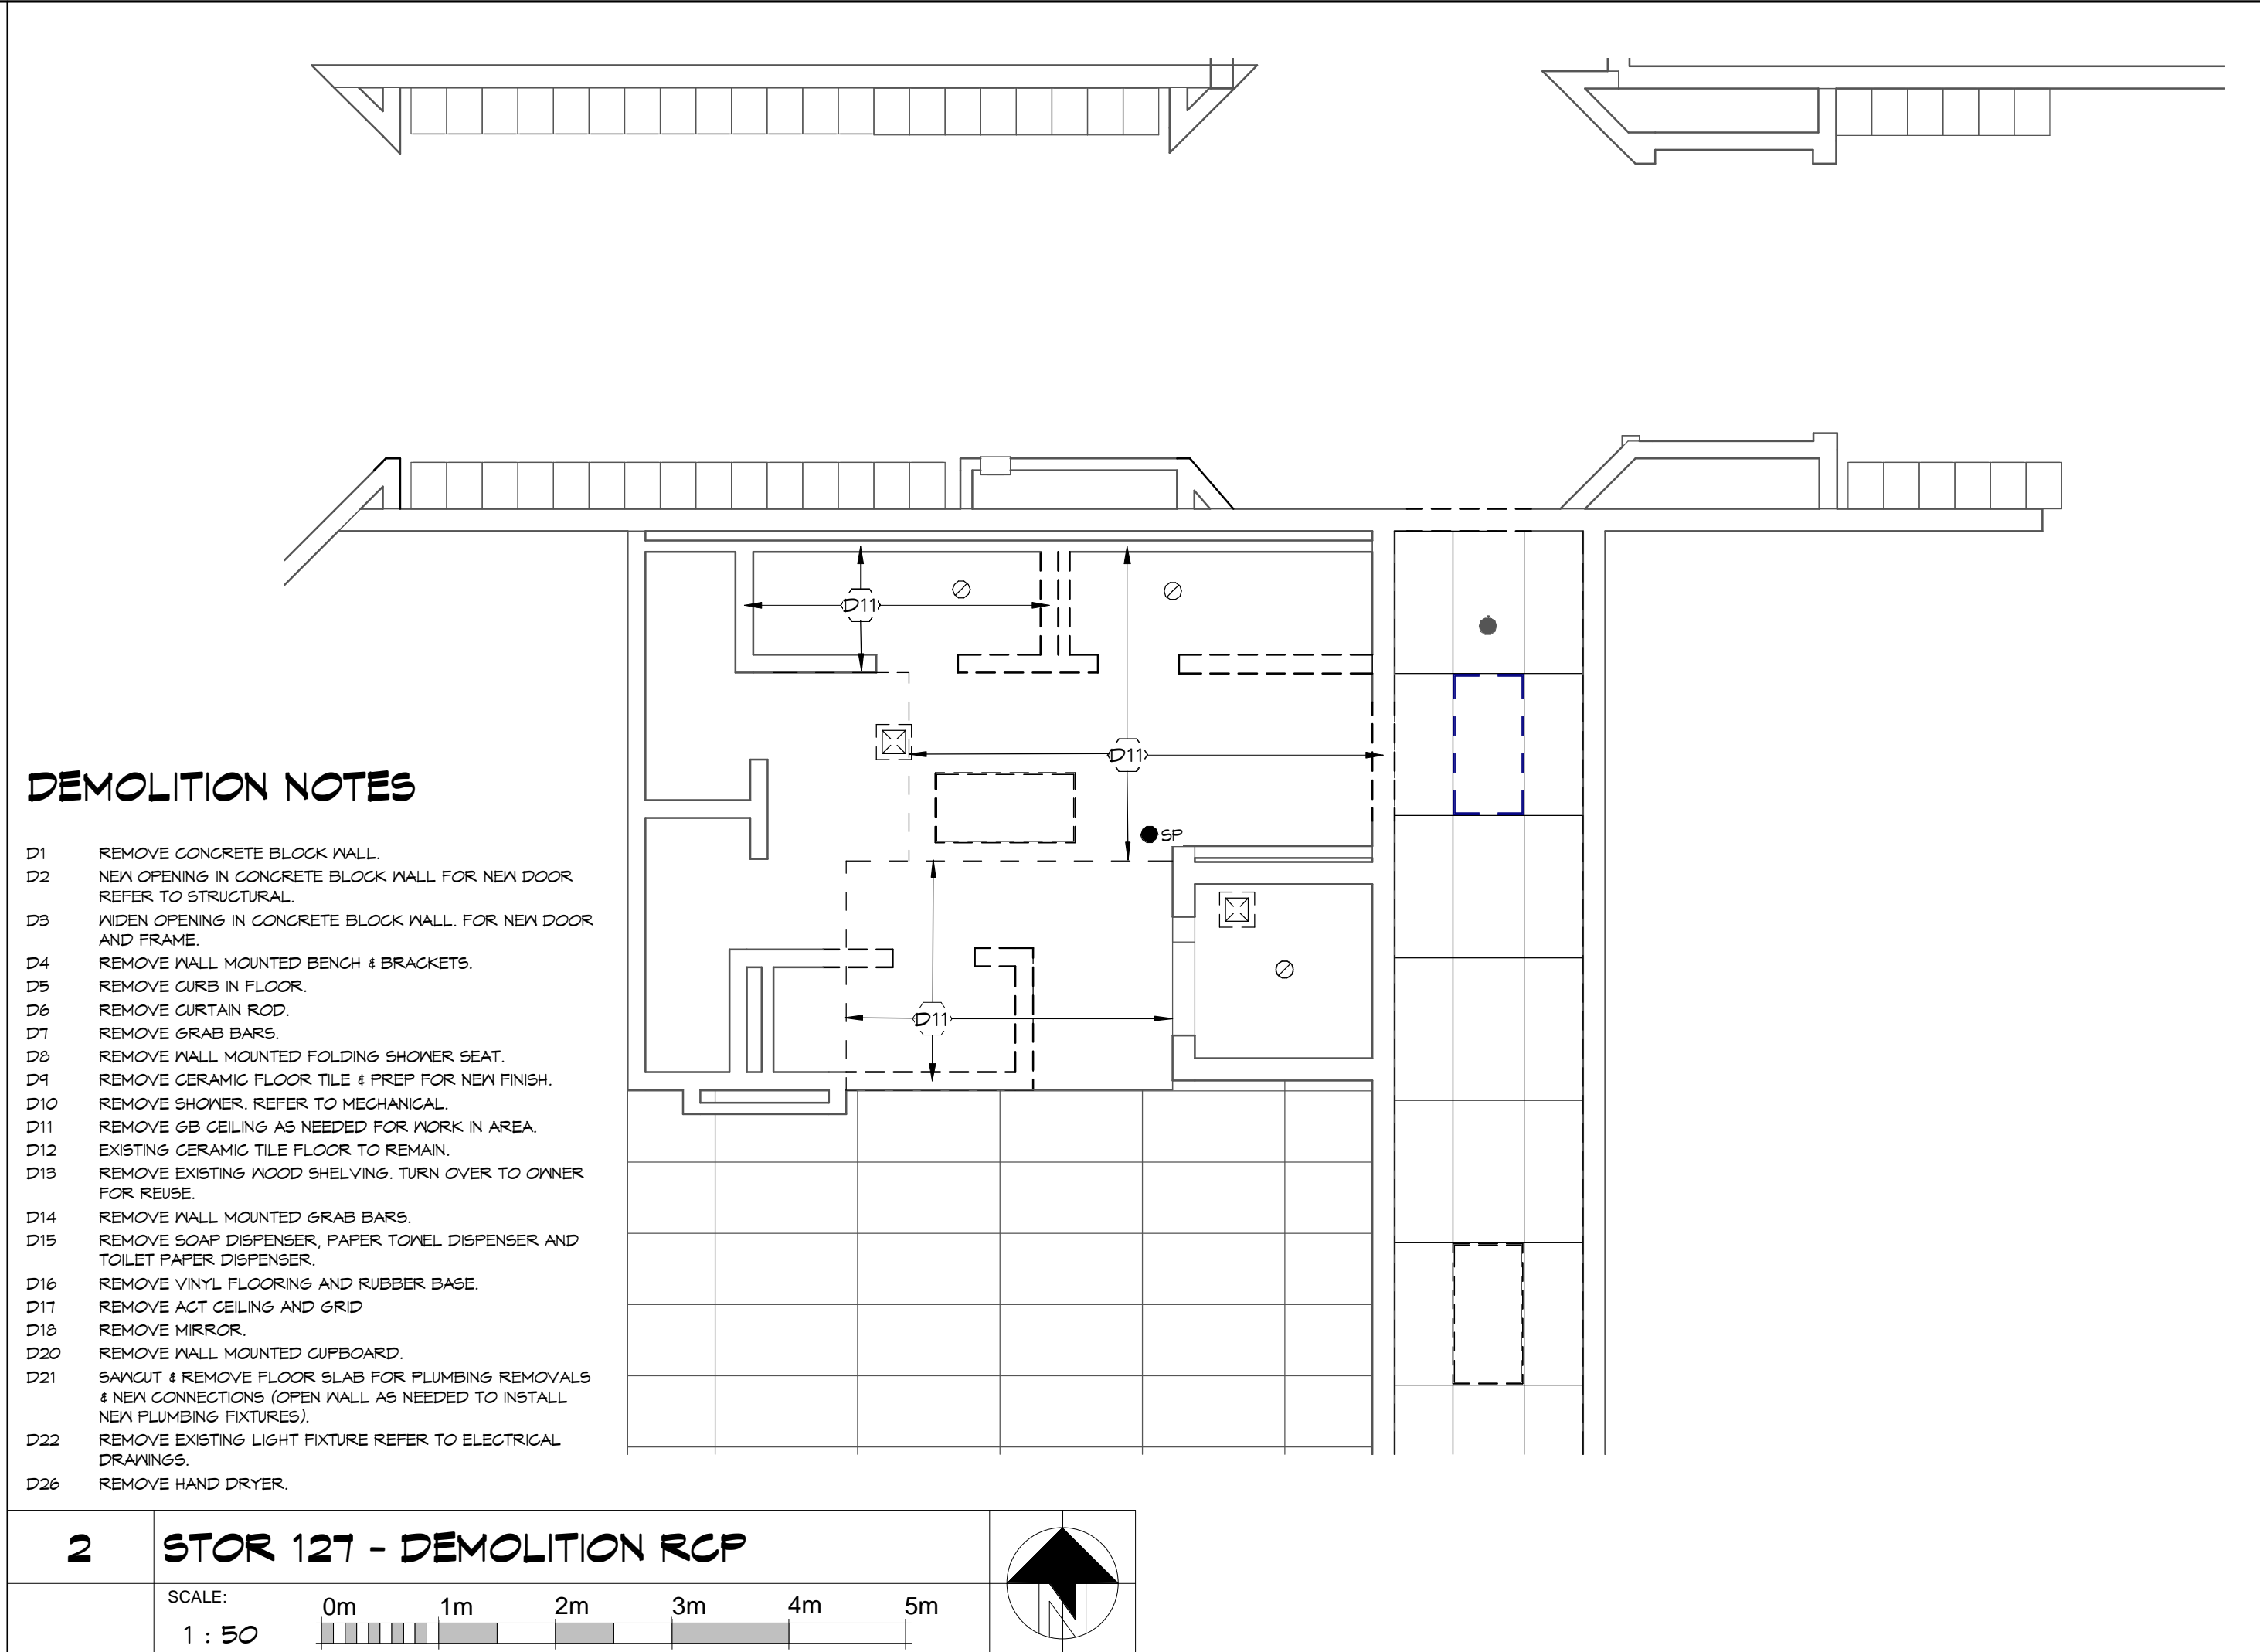 D11
D11
SP
D11
DEMOLITION NOTES
D1 REMOVE CONCRETE BLOCK WALL.
D2 NEW OPENING IN CONCRETE BLOCK WALL FOR NEW DOOR
REFER TO STRUCTURAL.
D3 WIDEN OPENING IN CONCRETE BLOCK WALL. FOR NEW DOOR
AND FRAME.
D4 REMOVE WALL MOUNTED BENCH & BRACKETS.
D5 REMOVE CURB IN FLOOR.
D6 REMOVE CURTAIN ROD.
D7 REMOVE GRAB BARS.
D8 REMOVE WALL MOUNTED FOLDING SHOWER SEAT.
D9 REMOVE CERAMIC FLOOR TILE & PREP FOR NEW FINISH.
D10 REMOVE SHOWER. REFER TO MECHANICAL.
D11 REMOVE GB CEILING AS NEEDED FOR WORK IN AREA.
D12 EXISTING CERAMIC TILE FLOOR TO REMAIN.
D13 REMOVE EXISTING WOOD SHELVING. TURN OVER TO OWNER
FOR REUSE.
D14 REMOVE WALL MOUNTED GRAB BARS.
D15 REMOVE SOAP DISPENSER, PAPER TOWEL DISPENSER AND
TOILET PAPER DISPENSER.
D16 REMOVE VINYL FLOORING AND RUBBER BASE.
D17 REMOVE ACT CEILING AND GRID
D18 REMOVE MIRROR.
D20 REMOVE WALL MOUNTED CUPBOARD.
D21 SAWCUT & REMOVE FLOOR SLAB FOR PLUMBING REMOVALS
& NEW CONNECTIONS (OPEN WALL AS NEEDED TO INSTALL
NEW PLUMBING FIXTURES).
D22 REMOVE EXISTING LIGHT FIXTURE REFER TO ELECTRICAL
DRAWINGS.
D26 REMOVE HAND DRYER.
2 STOR 127 - DEMOLITION RCP
SCALE:
1 : 50
0m 1m 2m 3m 4m 5m
N